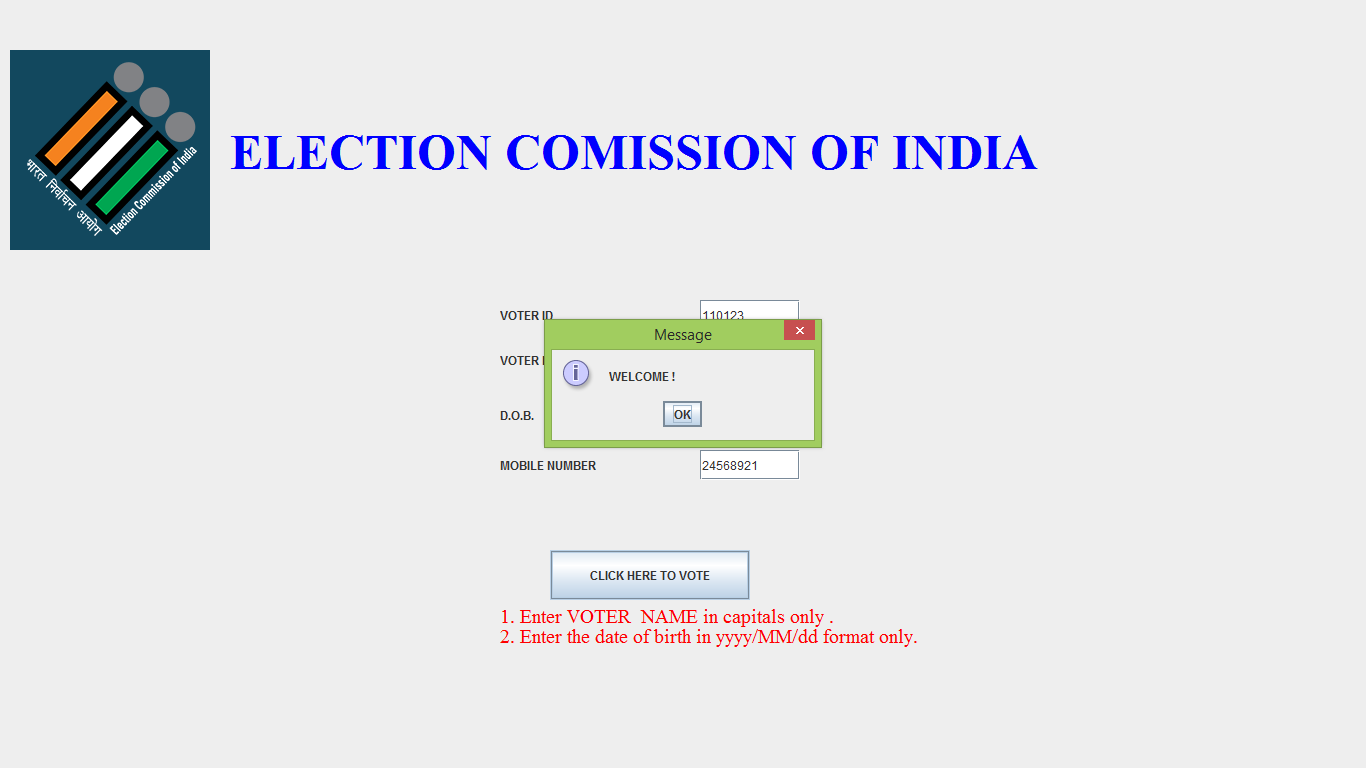 भारत निर्वाचन आयोग
Election Commission of India
ELECTION COMISSION OF INDIA
VOTER ID
110123
Message
VOTER
WELCOME !
D.O.B.
OK
MOBILE NUMBER
24568921
CLICK HERE TO VOTE
1. Enter VOTER NAME in capitals only .
2. Enter the date of birth in yyyy/MM/dd format only.